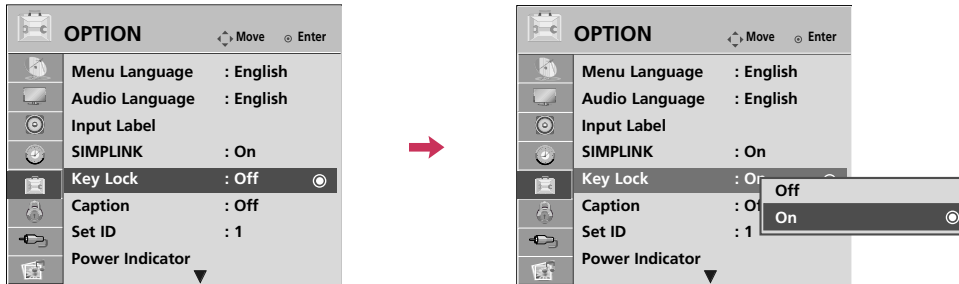 OPTION Move Enter
Menu Language : English
Audio Language : English
Input Label
SIMPLINK : On
Key Lock : Off
Caption : Off
Set ID : 1
Power Indicator
OPTION Move Enter
Menu Language : English
Audio Language : English
Input Label
SIMPLINK : On
Key Lock : On
Caption : Of
Set ID : 1
Power Indicator
Off
On